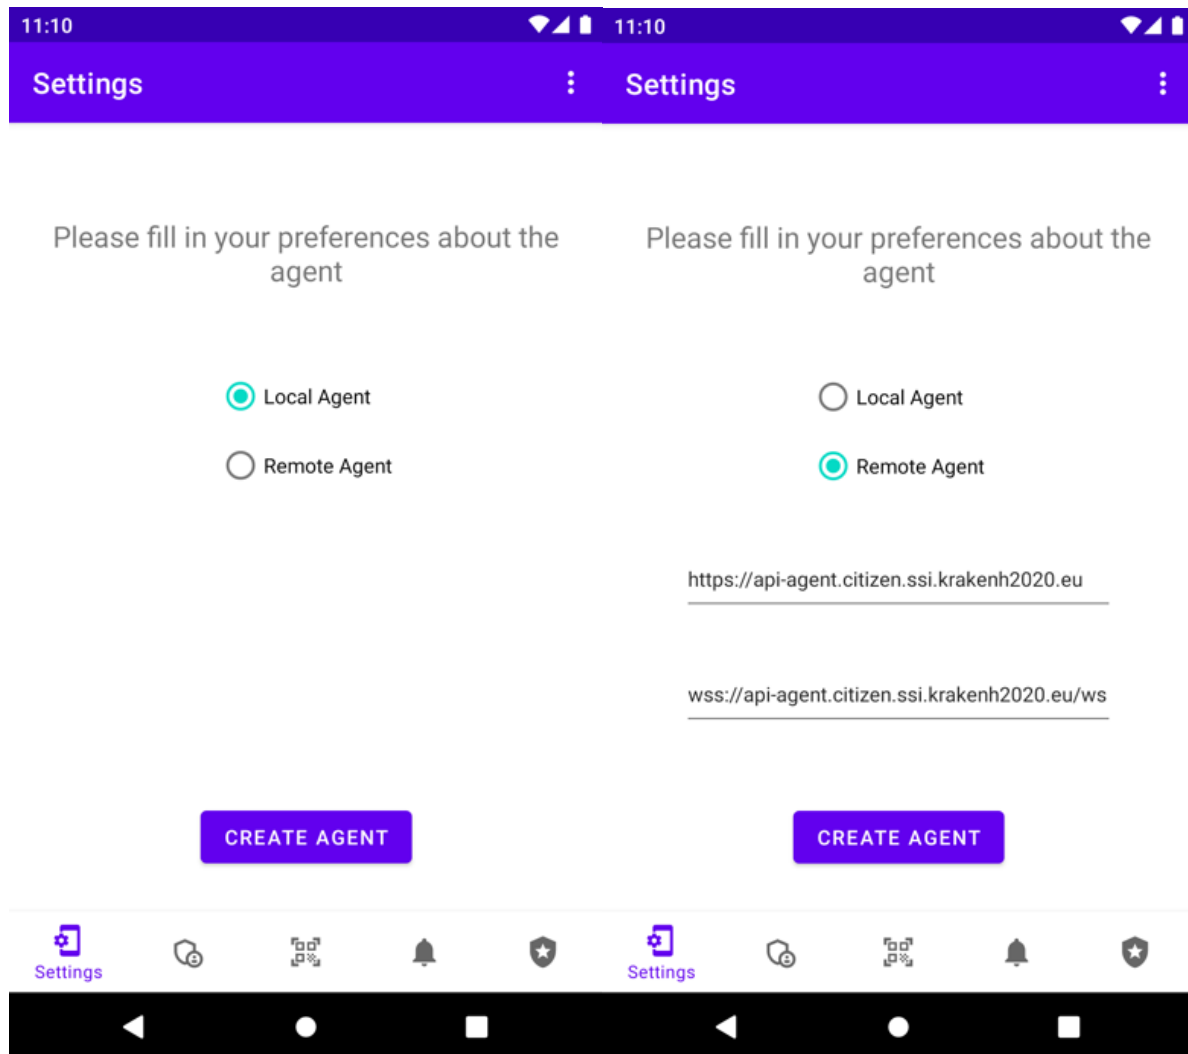 11:10
Settings
Please fill in your preferences about the
agent
Local Agent
Remote Agent
CREATE AGENT
Settings
11:10
Settings
Please fill in your preferences about the
agent
Local Agent
Remote Agent
https://api-agent.citizen.ssi.krakenh2020.eu
wss://api-agent.citizen.ssi.krakenh2020.eu/ws
CREATE AGENT
Settings